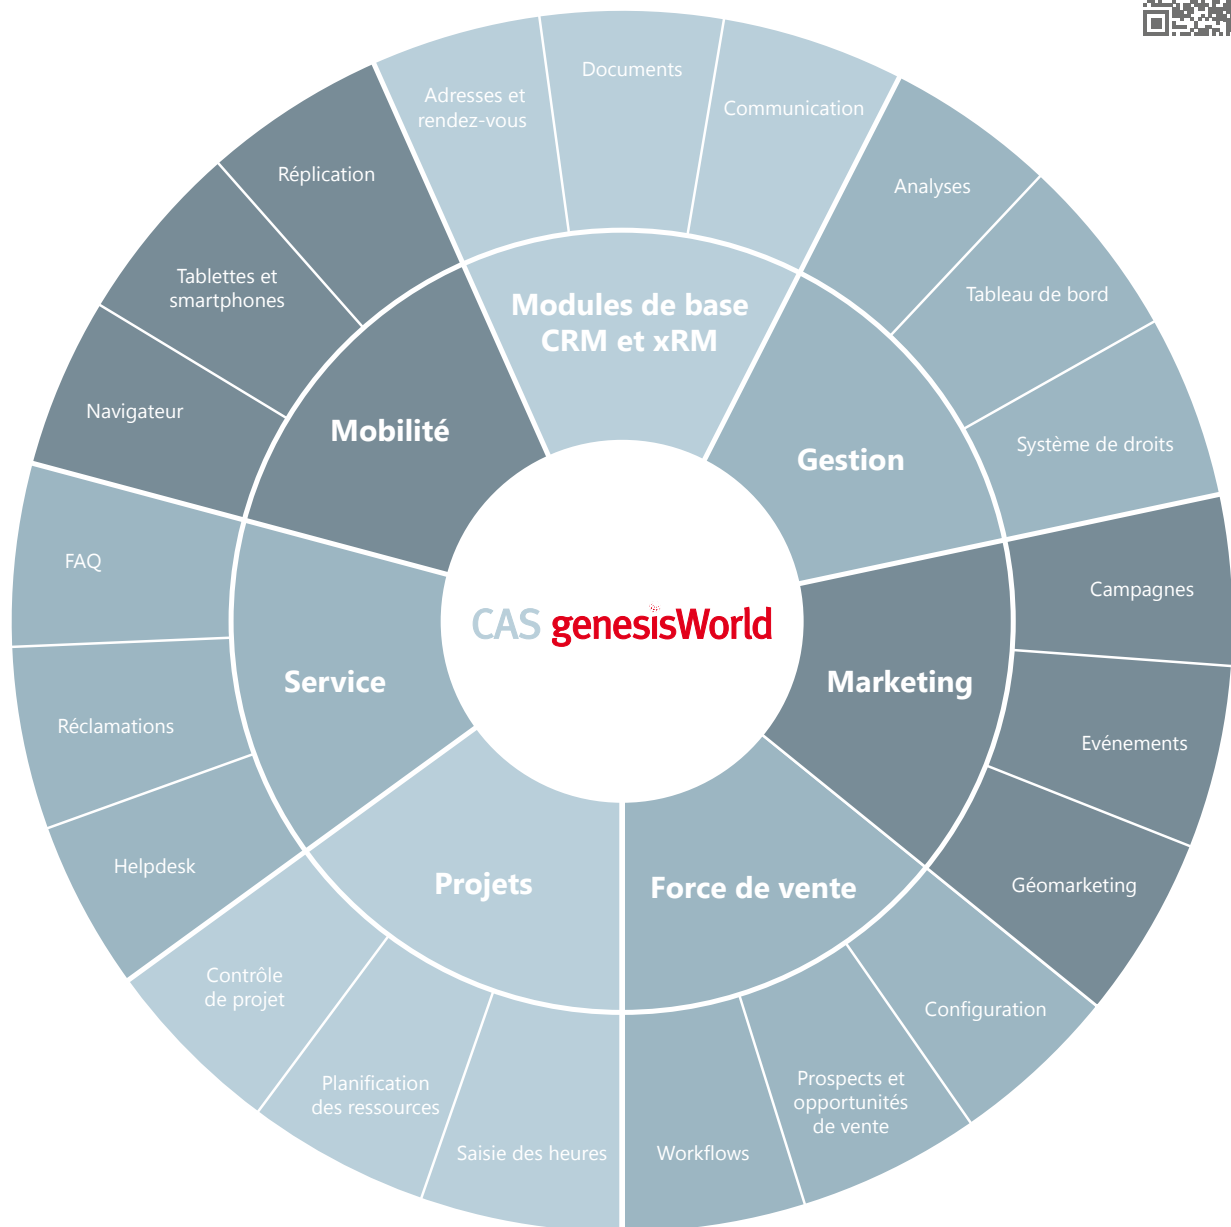 Adresses et
rendez-vous
Documents
Communication
Analyses
Tableau de bord
Système de droits
Campagnes
Evénements
Géomarketing
Configuration
Prospects et
opportunités
de vente
Workflows
Saisie des heures
Planification
des ressources
Contrôle
de projet
Helpdesk
Réclamations
FAQ
Navigateur
Tablettes et
smartphones
Réplication
Modules de base
CRM et xRM
Gestion
Marketing
Force de vente
Projets
Service
Mobilité
CAS genesisWorld